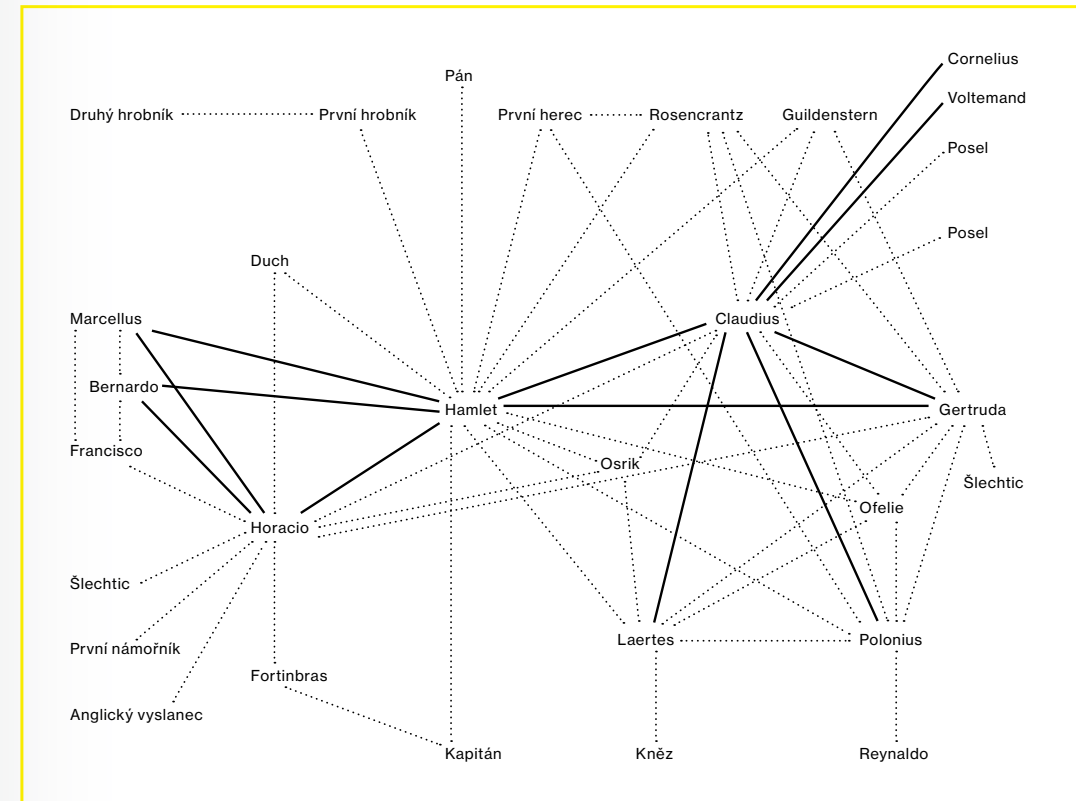 Cornelius
Pán
Voltemand
Druhý hrobník
První hrobník
První herec
Rosencrantz
Guildenstern
Posel
Posel
Duch
Marcellus
Claudius
Bernardo
Hamlet
Gertruda
Francisco
Osrik
Šlechtic
Ofelie
Horacio
Šlechtic
První námořník
Laertes
Polonius
Fortinbras
Anglický vyslanec
Kapitán
Kněz
Reynaldo